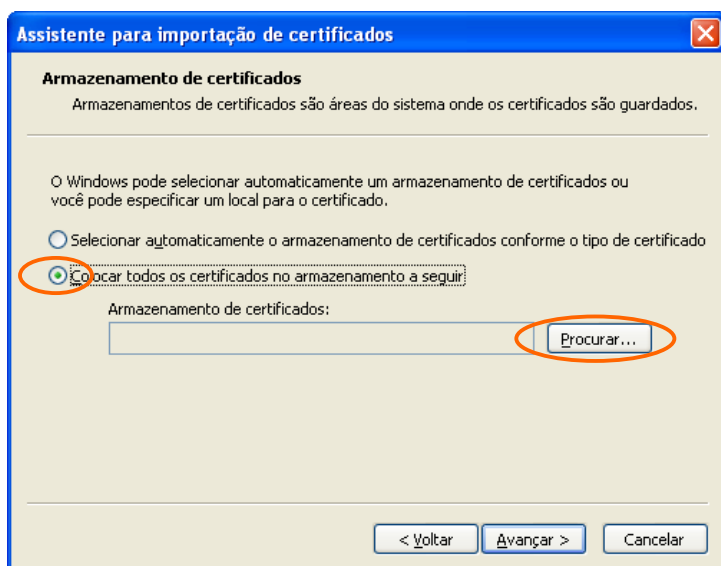 Assistente para importação de certificados
Armazenamento de certificados
Armazenamentos de certificados são áreas do sistema onde os certificados são guardados.
O Windows pode selecionar automaticamente um armazenamento de certificados ou
você pode especificar um local para o certificado.
Selecionar automaticamente o armazenamento de certificados conforme o tipo de certificado
Colocar todos os certificados no armazenamento a seguir
Armazenamento de certificados:
Procurar...
< Voltar
Avançar >
Cancelar